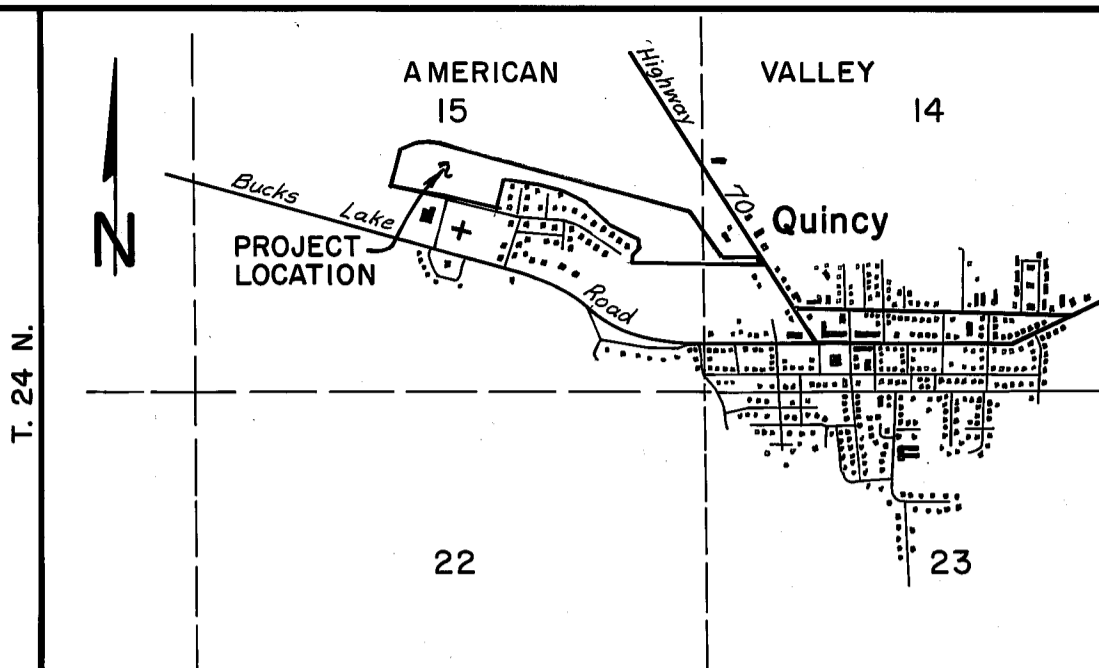 AMERICAN VALLEY
15 14
Highway 70
N
Bucks Lake Road
PROJECT
LOCATION
Quincy
T. 24 N.
22 23